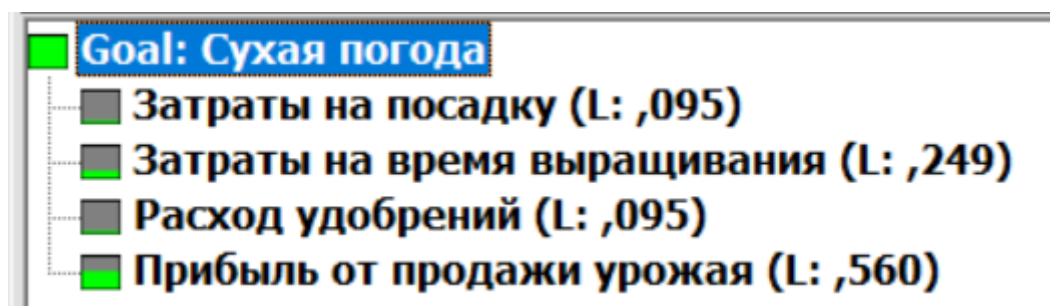 Goal: Сухая погода
Затраты на посадку (L: ,095)
Затраты на время выращивания (L: ,249)
Расход удобрений (L: ,095)
Прибыль от продажи урожая (L: ,560)